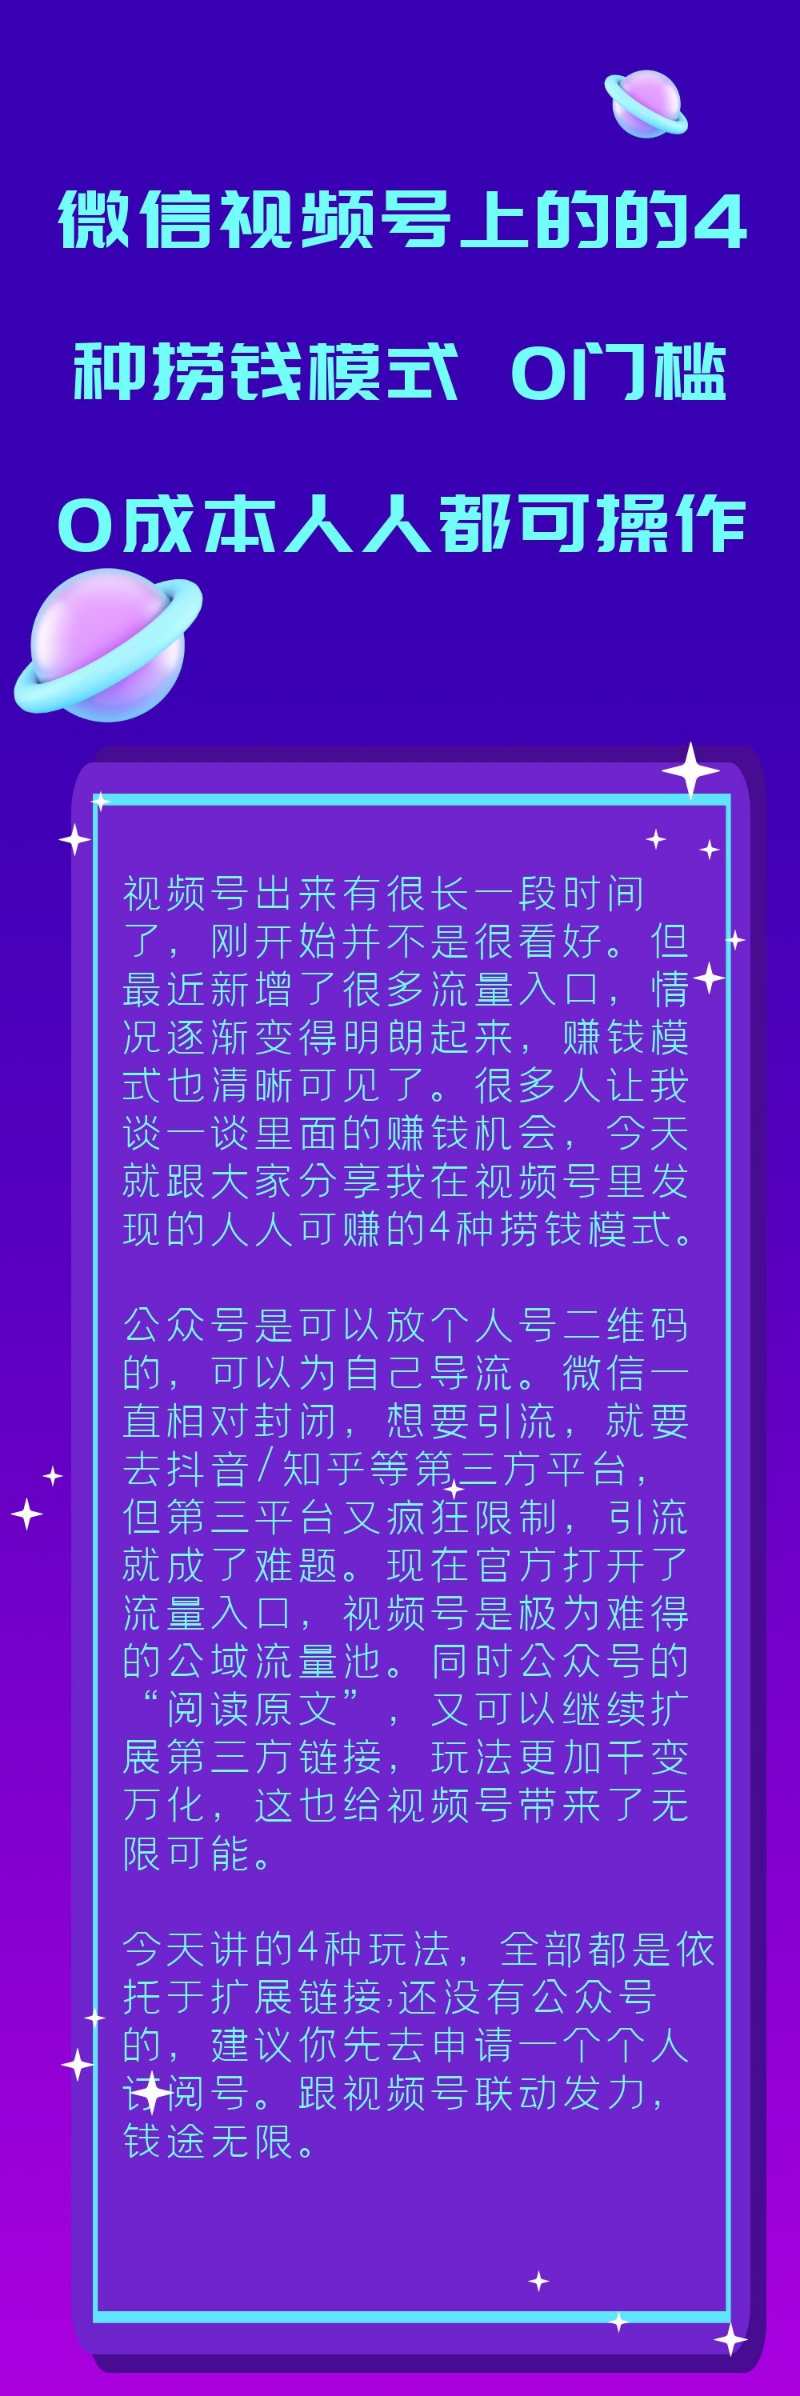 微信视频号上的的4
种捞钱模式 0门槛
0成本人人都可操作
视频号出来有很长一段时间
了，刚开始并不是很看好。但
最近新增了很多流量入口，情
况逐渐变得明朗起来，赚钱模
式也清晰可见了。很多人让我
谈一谈里面的赚钱机会，今天
就跟大家分享我在视频号里发
现的人人可赚的4种捞钱模式。
公众号是可以放个人号二维码
的，可以为自己导流。微信一
直相对封闭，想要引流，就要
去抖音/知乎等第三方平台，
但第三平台又疯狂限制，引流
就成了难题。现在官方打开了
流量入口，视频号是极为难得
的公域流量池。同时公众号的
“阅读原文”，又可以继续扩
展第三方链接，玩法更加千变
万化，这也给视频号带来了无
限可能。
今天讲的4种玩法，全部都是依
托于扩展链接,还没有公众号
的，建议你先去申请一个个人
订阅号。跟视频号联动发力，
钱途无限。